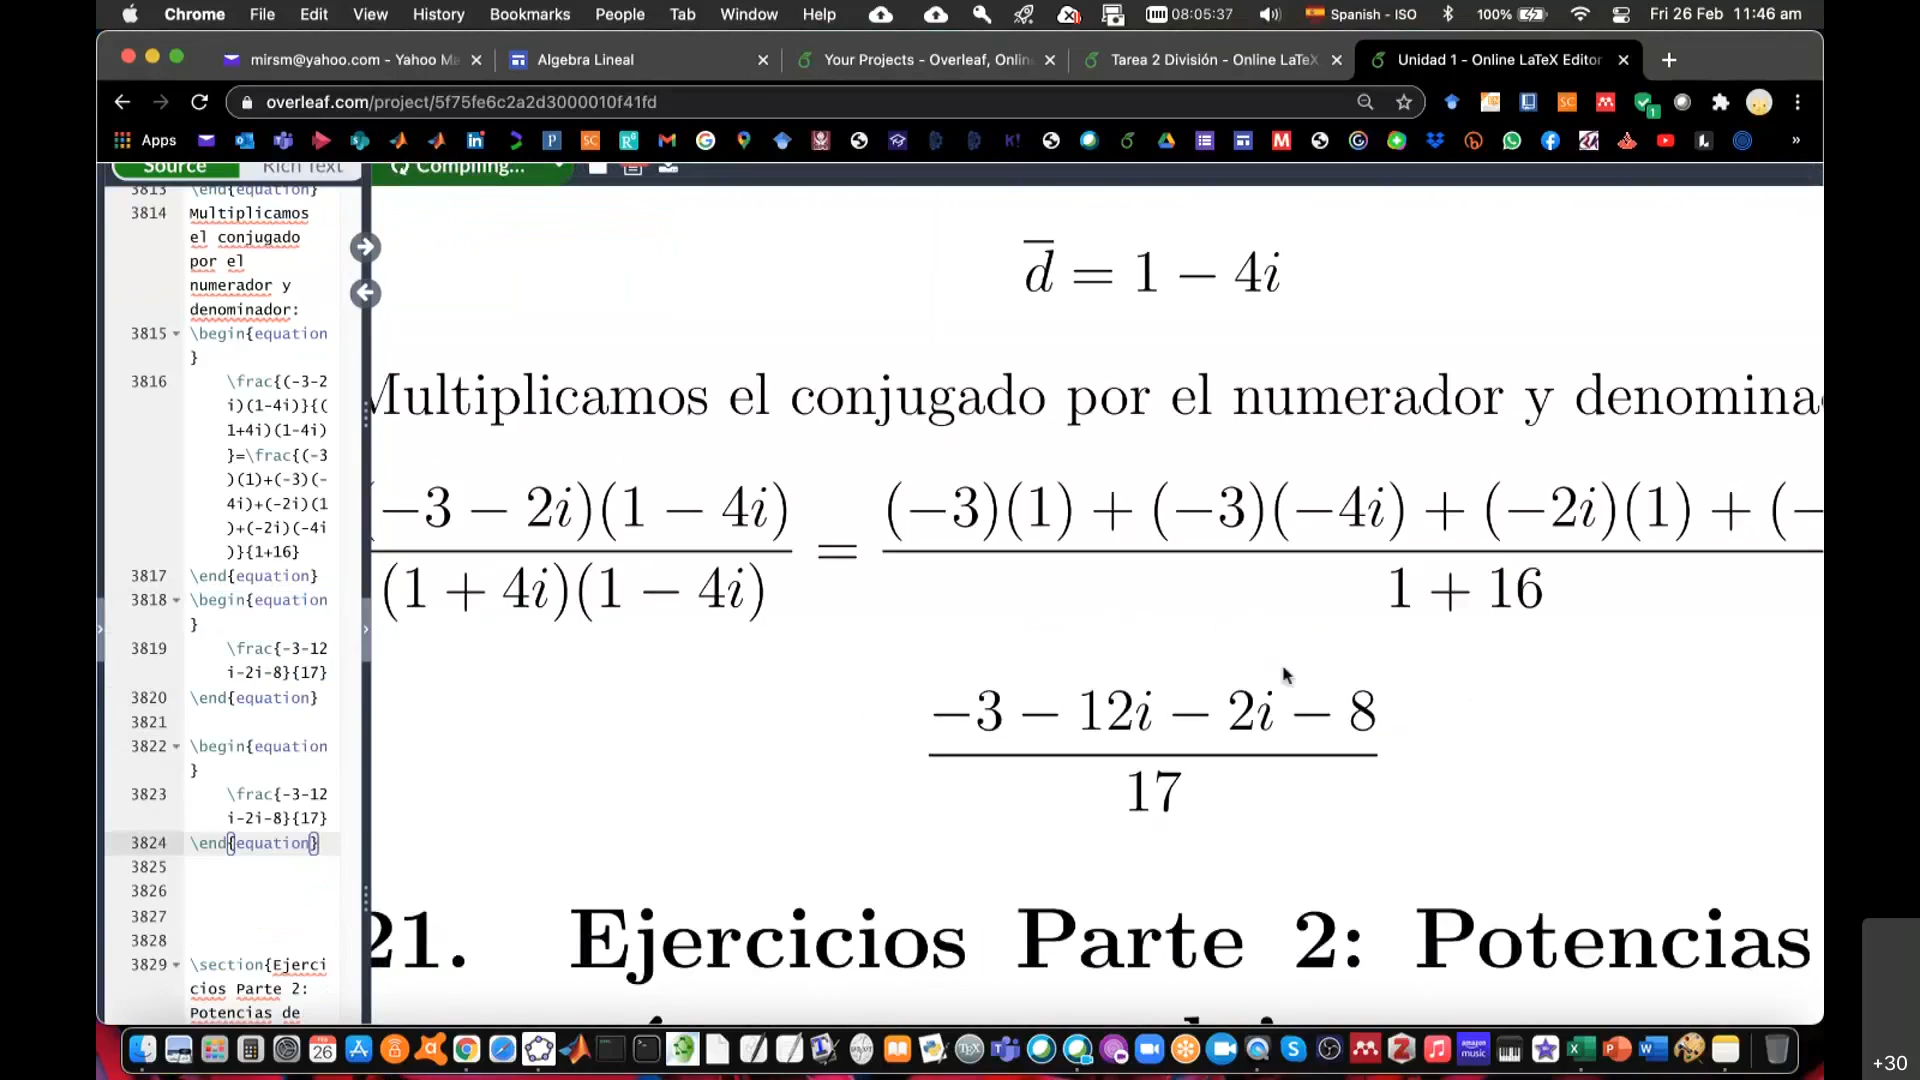 Chrome File Edit View History Bookmarks People Tab Window Help 08:05:37 Spanish - ISO 100% Fri 26 Feb 11:46 am
mirsm@yahoo.com - Yahoo Ma Algebra Lineal Your Projects - Overleaf, Onlin Tarea 2 División - Online LaTeX Unidad 1 - Online LaTeX Editor
overleaf.com/project/5f75fe6c2a2d3000010f41fd
Apps
Source Rich Text Compiling...
3813 \end{equation}
3814 Multiplicamos
el conjugado
por el
numerador y
denominador:
3815 \begin{equation
}
3816 \frac{(-3-2
i)(1-4i)}{(
1+4i)(1-4i)
}=\frac{(-3
)(1)+(-3)(-
4i)+(-2i)(1
)+(-2i)(-4i
)}{1+16}
3817 \end{equation}
3818 \begin{equation
}
3819 \frac{-3-12
i-2i-8}{17}
3820 \end{equation}
3821
3822 \begin{equation
}
3823 \frac{-3-12
i-2i-8}{17}
3824 \end{equation}
3825
3826
3827
3828
3829 \section{Ejerci
cios Parte 2:
Potencias de
d̅ = 1 − 4i
Multiplicamos el conjugado por el numerador y denomina
(−3 − 2i)(1 − 4i) = (−3)(1) + (−3)(−4i) + (−2i)(1) + (−
(1 + 4i)(1 − 4i) 1 + 16
−3 − 12i − 2i − 8
17
21. Ejercicios Parte 2: Potencias
+30